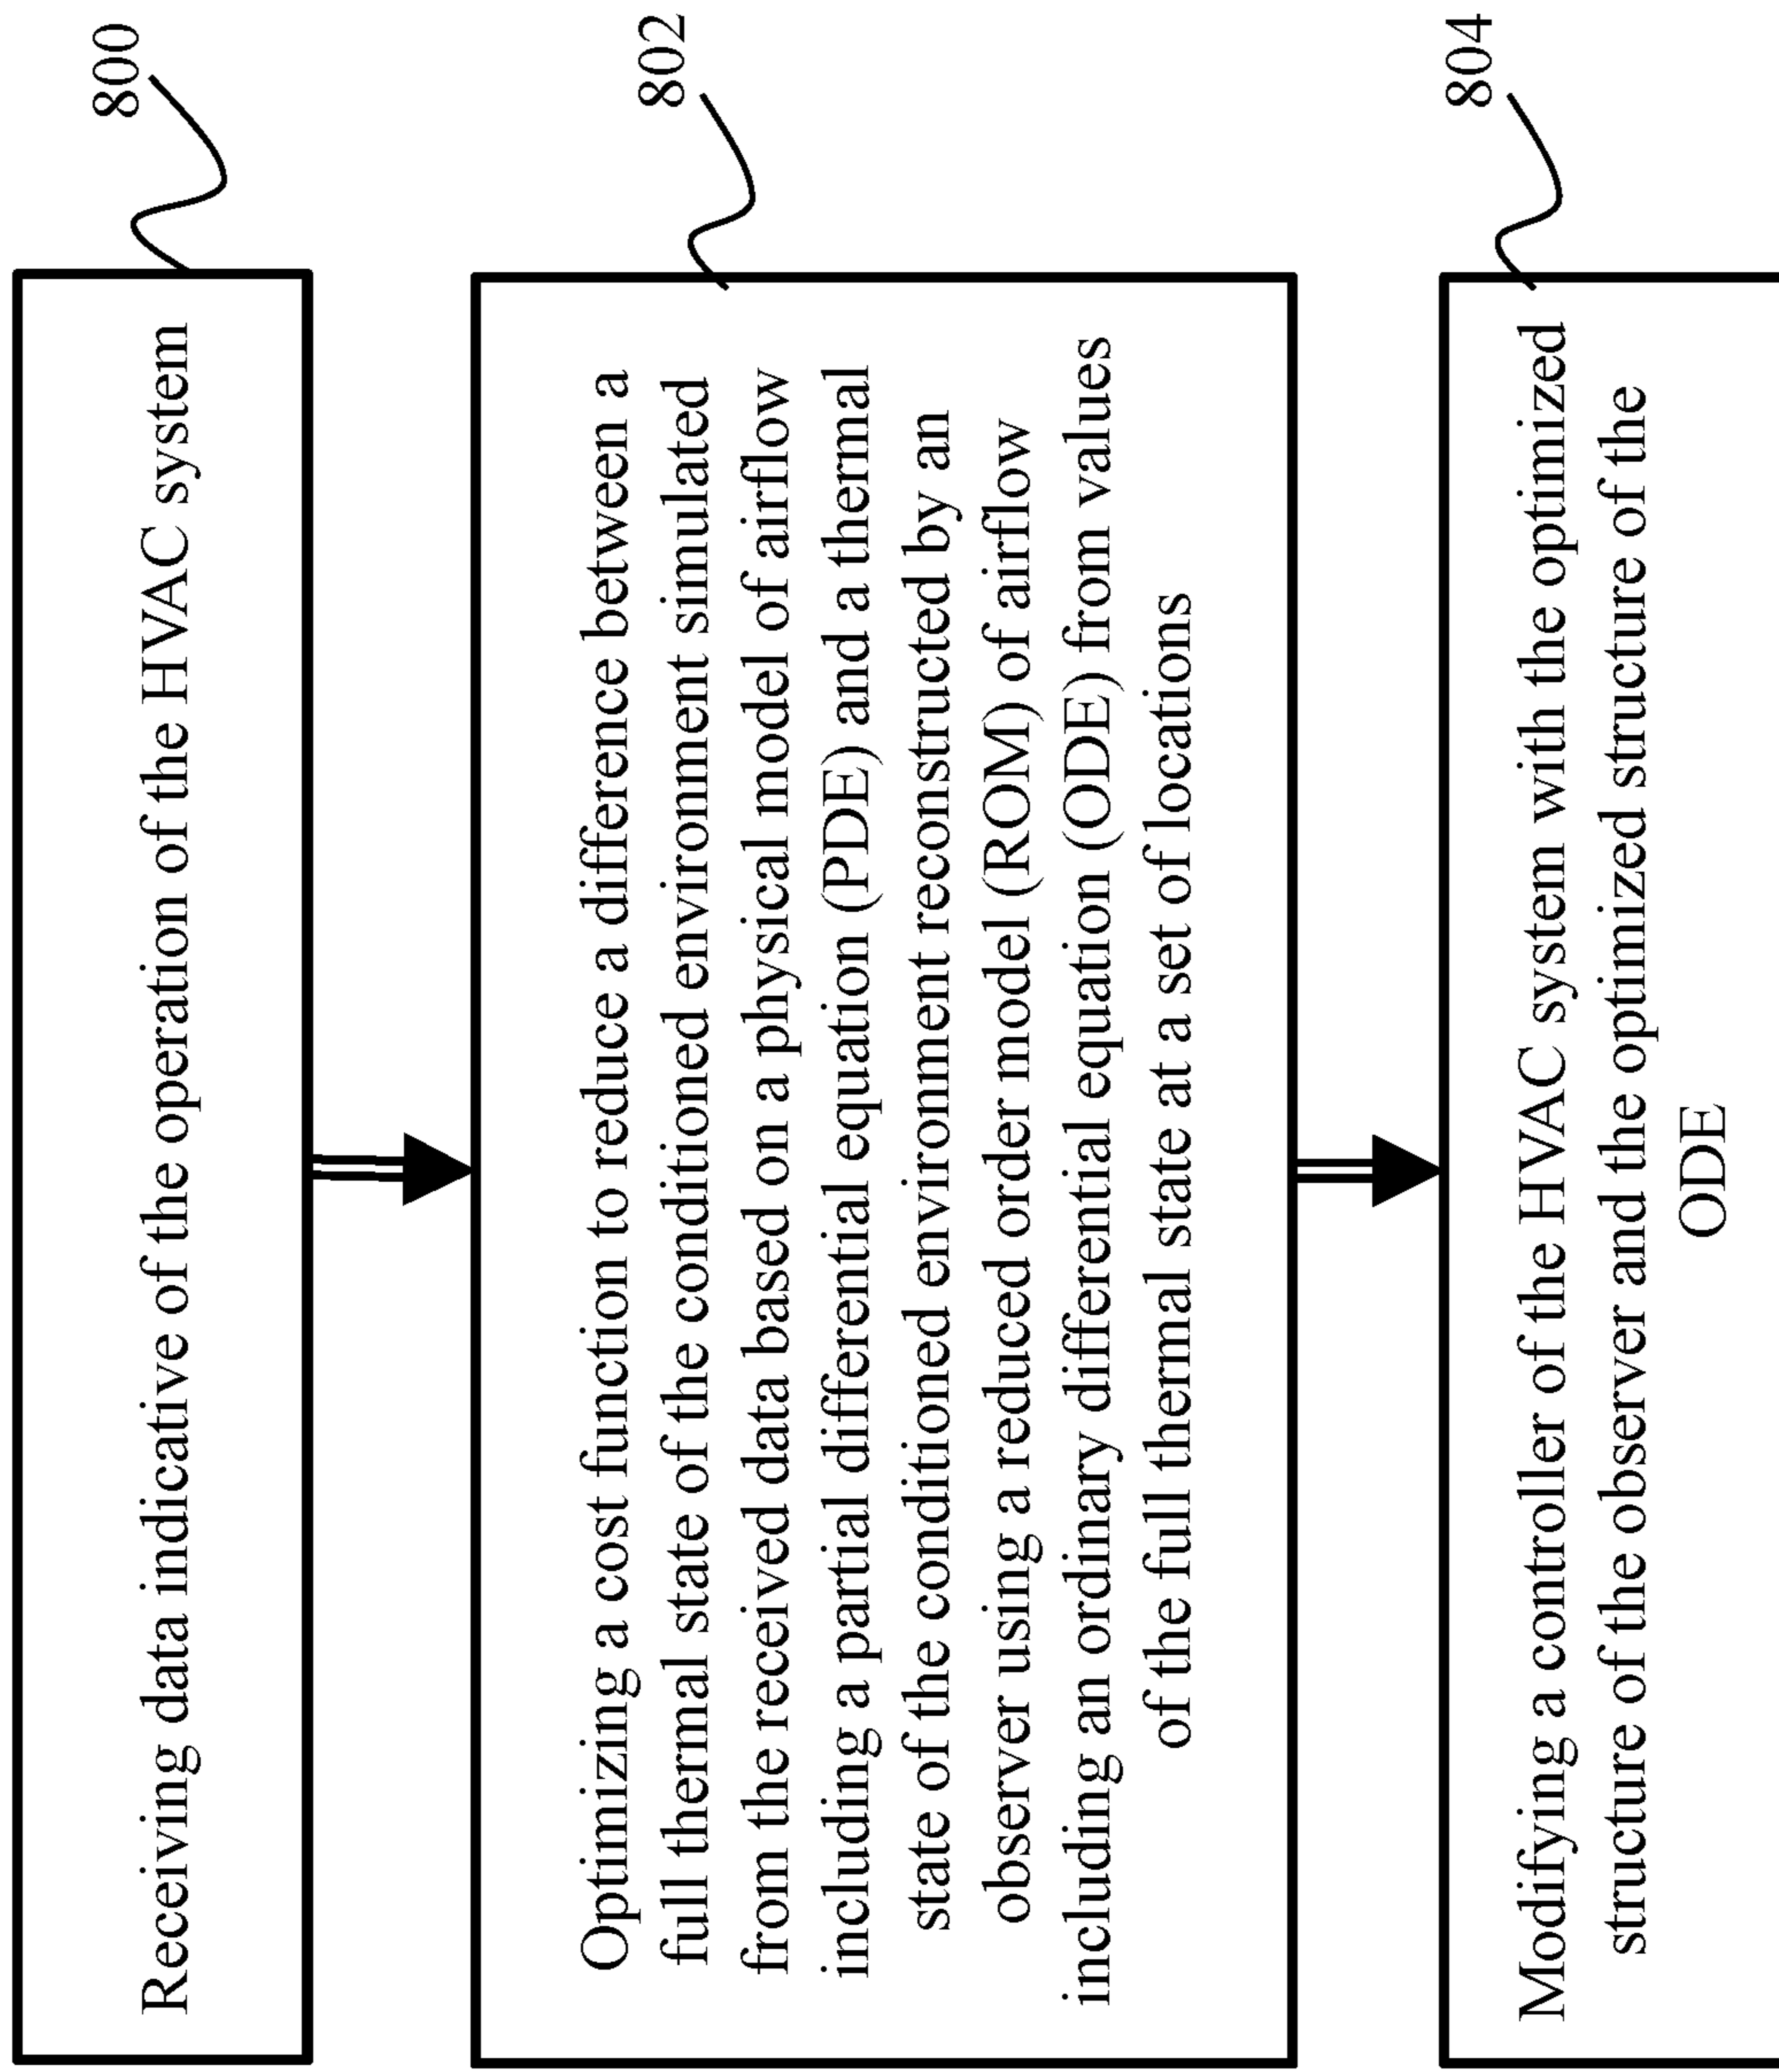 800
Receiving data indicative of the operation of the HVAC system
802
Optimizing a cost function to reduce a difference between a
full thermal state of the conditioned environment simulated
from the received data based on a physical model of airflow
including a partial differential equation (PDE) and a thermal
state of the conditioned environment reconstructed by an
observer using a reduced order model (ROM) of airflow
including an ordinary differential equation (ODE) from values
of the full thermal state at a set of locations
804
Modifying a controller of the HVAC system with the optimized
structure of the observer and the optimized structure of the
ODE